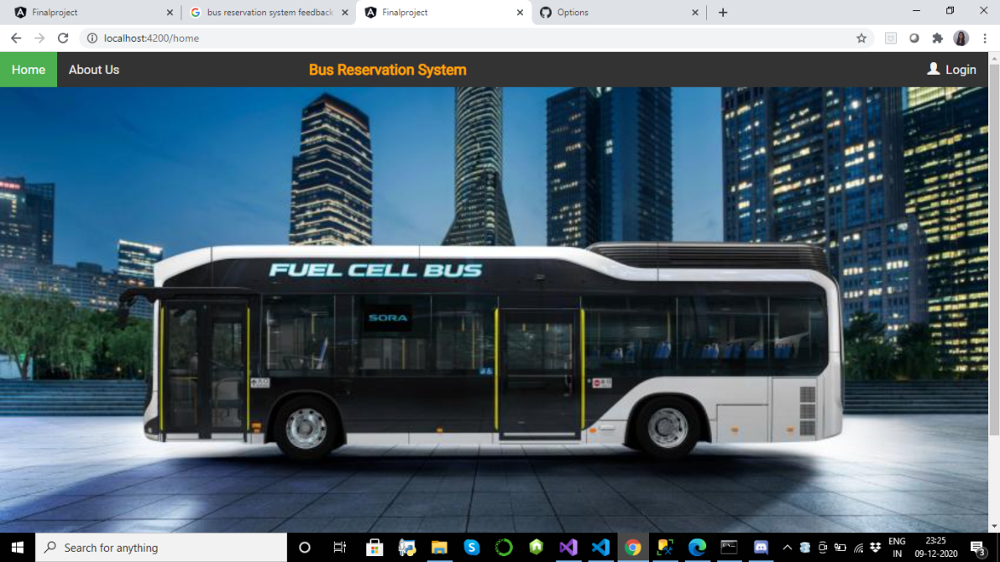 Finalproject
bus reservation system feedback
Finalproject
Options
localhost:4200/home
Home
About Us
Bus Reservation System
Login
FUEL CELL BUS
SORA
Search for anything
ENG
IN
23:25
09-12-2020
3